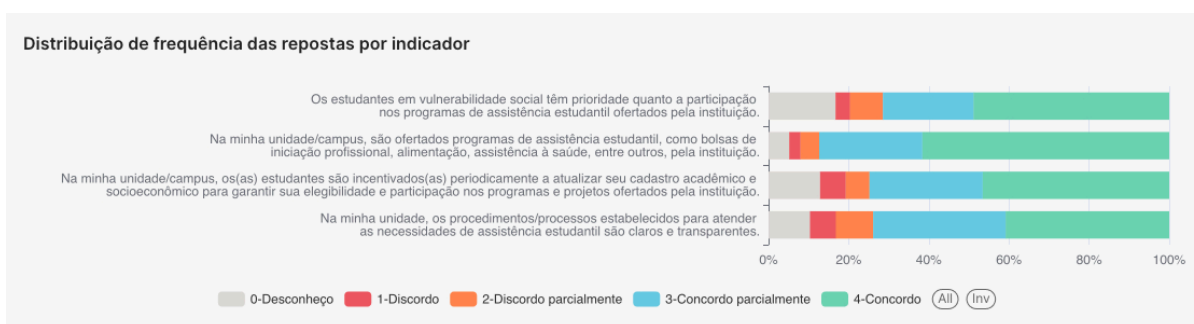 Distribuição de frequência das repostas por indicador
Os estudantes em vulnerabilidade social têm prioridade quanto a participação
nos programas de assistência estudantil ofertados pela instituição.
Na minha unidade/campus, são ofertados programas de assistência estudantil, como bolsas de
iniciação profissional, alimentação, assistência à saúde, entre outros, pela instituição.
Na minha unidade/campus, os(as) estudantes são incentivados(as) periodicamente a atualizar seu cadastro acadêmico e
socioeconômico para garantir sua elegibilidade e participação nos programas e projetos ofertados pela instituição.
Na minha unidade, os procedimentos/processos estabelecidos para atender
as necessidades de assistência estudantil são claros e transparentes.
0% 20% 40% 60% 80% 100%
0-Desconheço 1-Discordo 2-Discordo parcialmente 3-Concordo parcialmente 4-Concordo All Inv